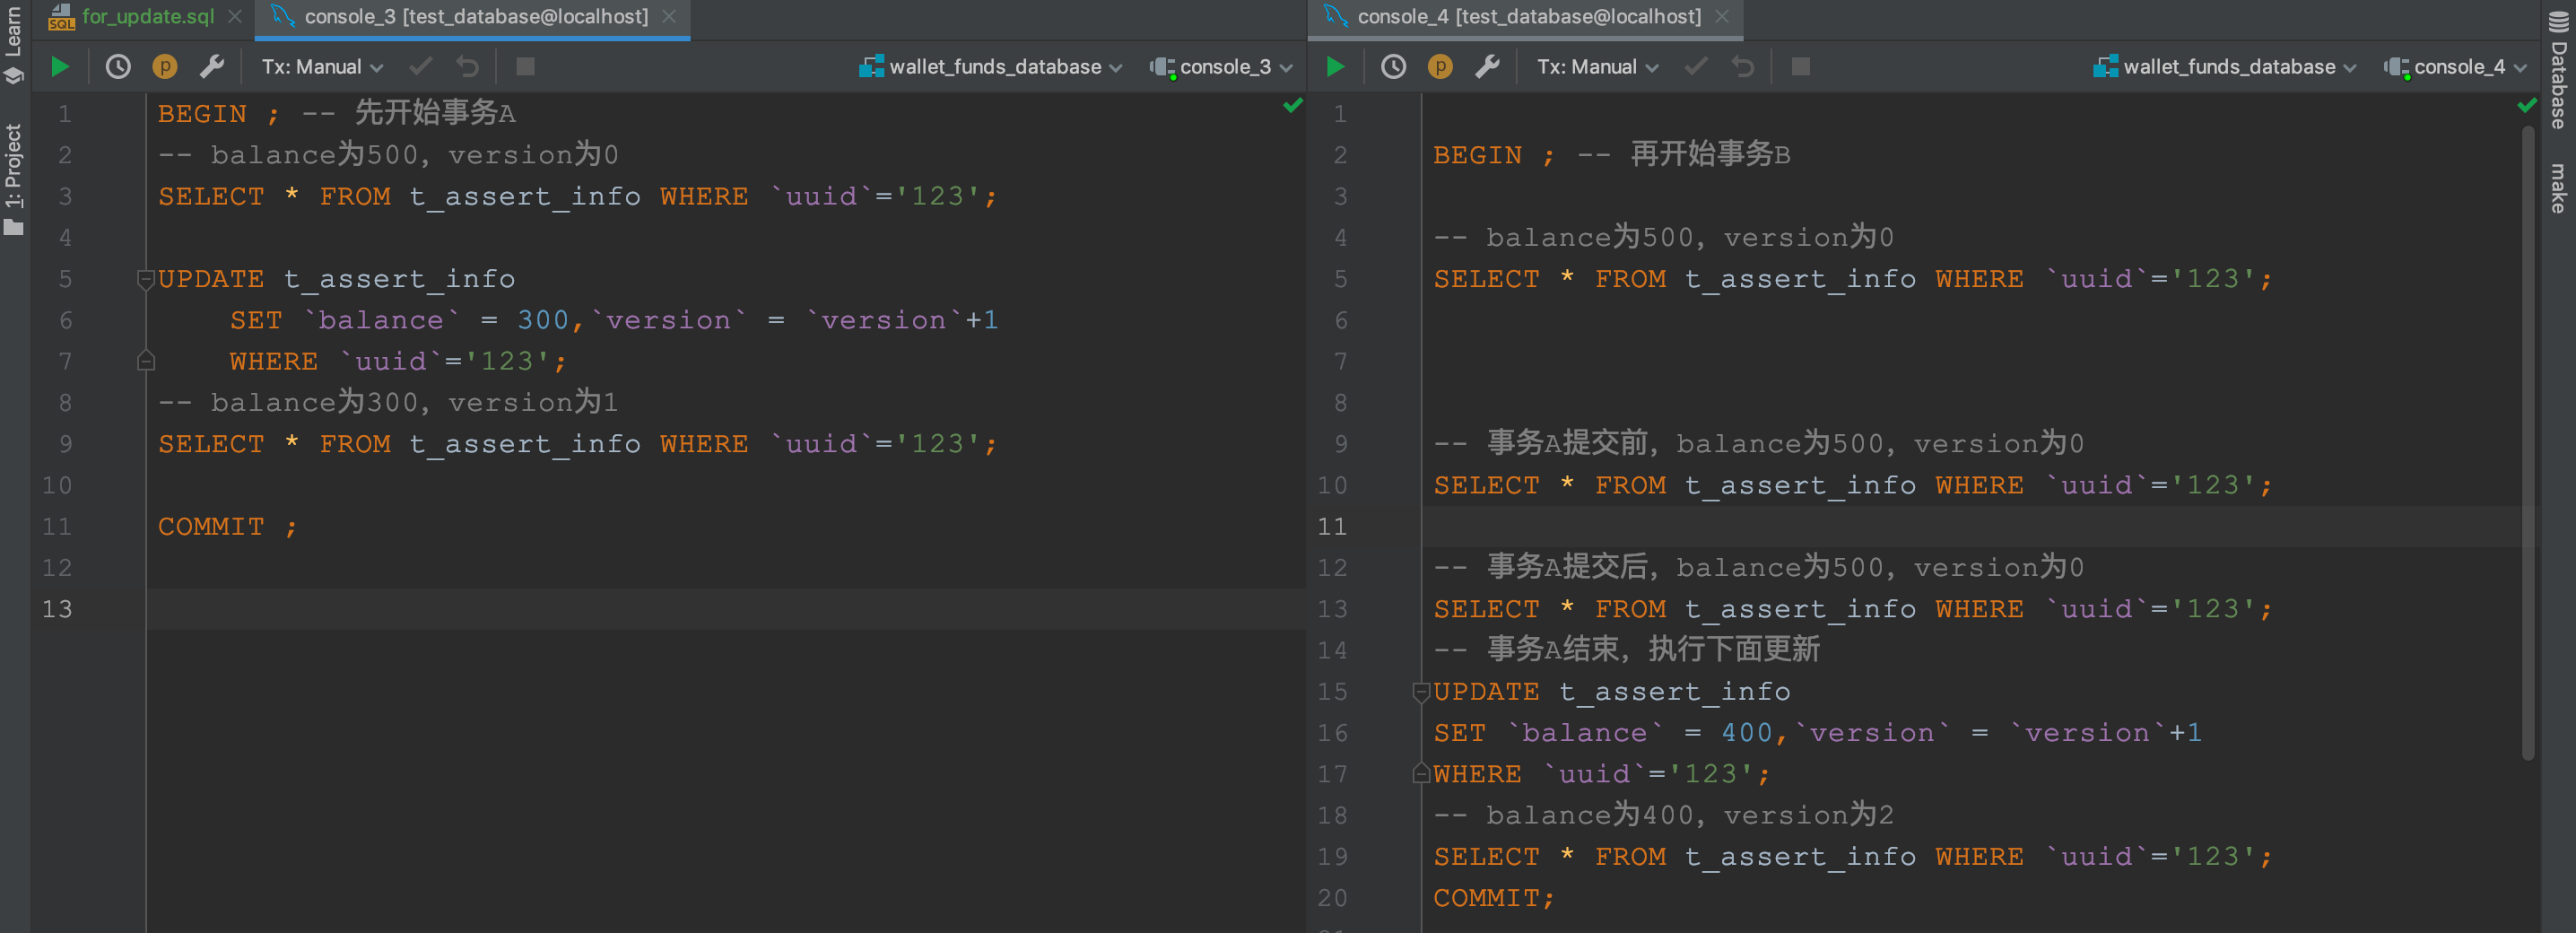 Learn
1: Project
for_update.sql
console_3 [test_database@localhost]
Tx: Manual
wallet_funds_database
console_3
1 BEGIN ; -- 先开始事务A
2 -- balance为500，version为0
3 SELECT * FROM t_assert_info WHERE `uuid`='123';
4
5 UPDATE t_assert_info
6 SET `balance` = 300,`version` = `version`+1
7 WHERE `uuid`='123';
8 -- balance为300，version为1
9 SELECT * FROM t_assert_info WHERE `uuid`='123';
10
11 COMMIT ;
12
13
console_4 [test_database@localhost]
Tx: Manual
wallet_funds_database
console_4
1
2 BEGIN ; -- 再开始事务B
3
4 -- balance为500，version为0
5 SELECT * FROM t_assert_info WHERE `uuid`='123';
6
7
8
9 -- 事务A提交前，balance为500，version为0
10 SELECT * FROM t_assert_info WHERE `uuid`='123';
11
12 -- 事务A提交后，balance为500，version为0
13 SELECT * FROM t_assert_info WHERE `uuid`='123';
14 -- 事务A结束，执行下面更新
15 UPDATE t_assert_info
16 SET `balance` = 400,`version` = `version`+1
17 WHERE `uuid`='123';
18 -- balance为400，version为2
19 SELECT * FROM t_assert_info WHERE `uuid`='123';
20 COMMIT;
Database
make